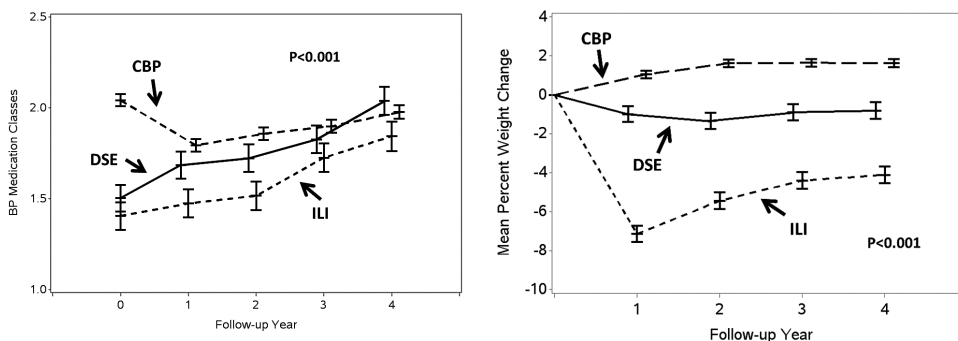 2.5
2.0
1.5
1.0
0
1
2
3
4
BP Medication Classes
Follow-up Year
P<0.001
CBP
DSE
ILI
4
2
0
-2
-4
-6
-8
-10
1
2
3
4
Mean Percent Weight Change
Follow-up Year
CBP
DSE
ILI
P<0.001